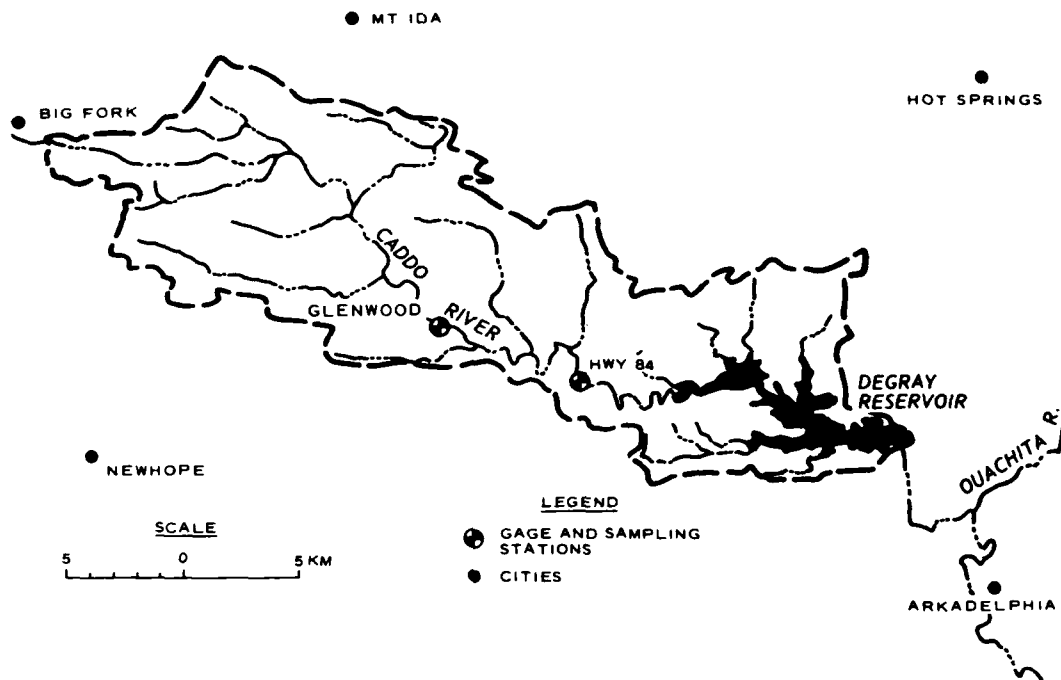 MT IDA
BIG FORK
HOT SPRINGS
CADDO
RIVER
GLENWOOD
HWY 84
DEGRAY
RESERVOIR
OUACHITA R.
NEWHOPE
SCALE
5 0 5 KM
LEGEND
GAGE AND SAMPLING
STATIONS
CITIES
ARKADELPHIA